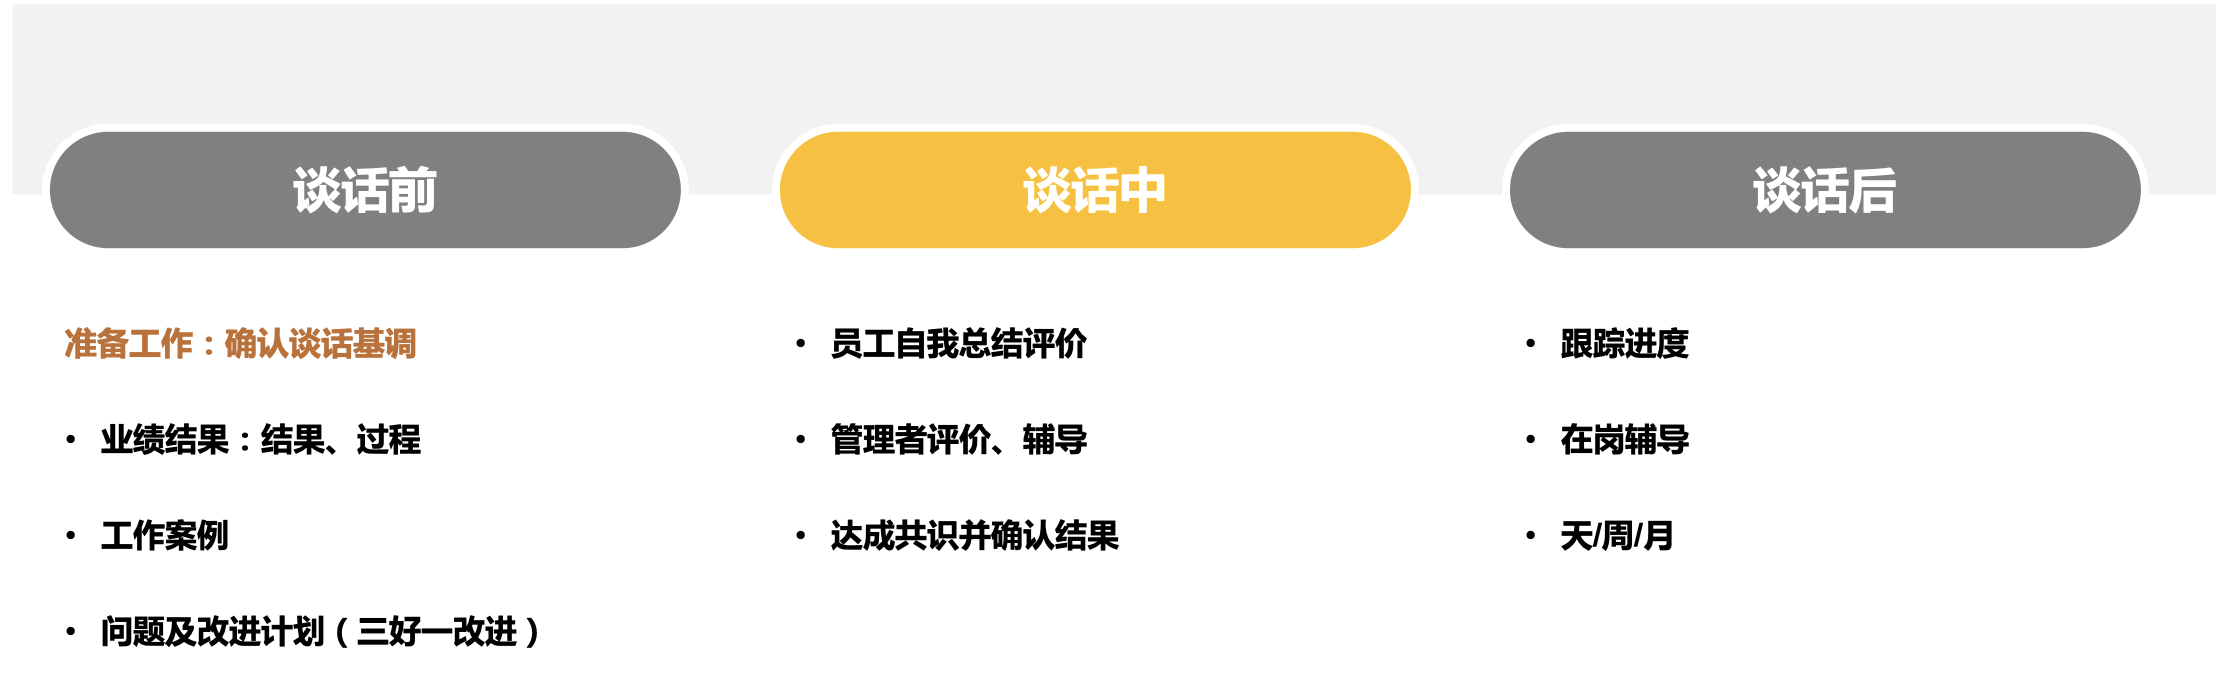 谈话前
谈话中
谈话后
准备工作：确认谈话基调
• 业绩结果：结果、过程
• 工作案例
• 问题及改进计划（三好一改进）
• 员工自我总结评价
• 管理者评价、辅导
• 达成共识并确认结果
• 跟踪进度
• 在岗辅导
• 天/周/月